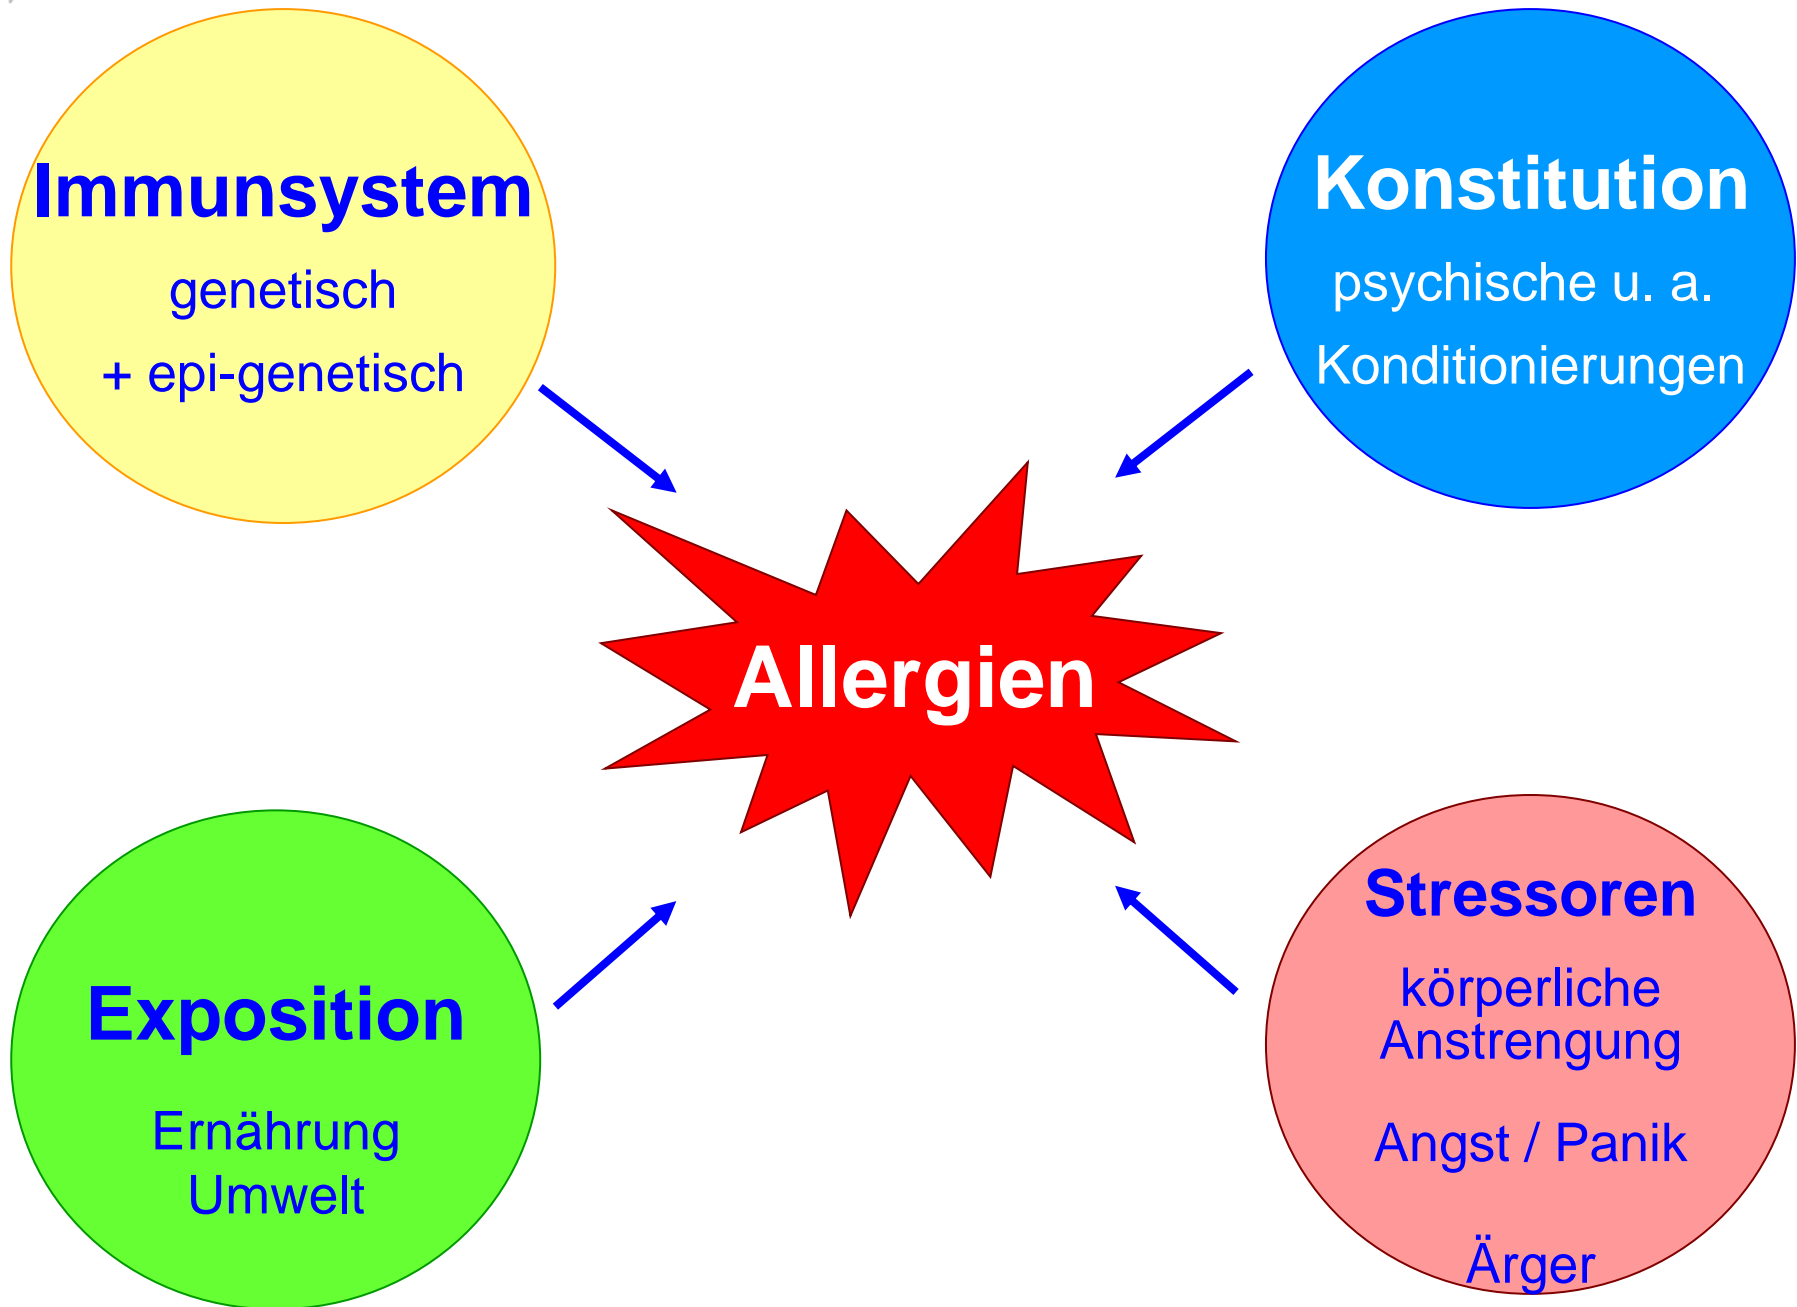 Immunsystem
genetisch
+ epi-genetisch
Konstitution
psychische u. a.
Konditionierungen
Allergien
Exposition
Ernährung
Umwelt
Stressoren
körperliche
Anstrengung
Angst / Panik
Ärger